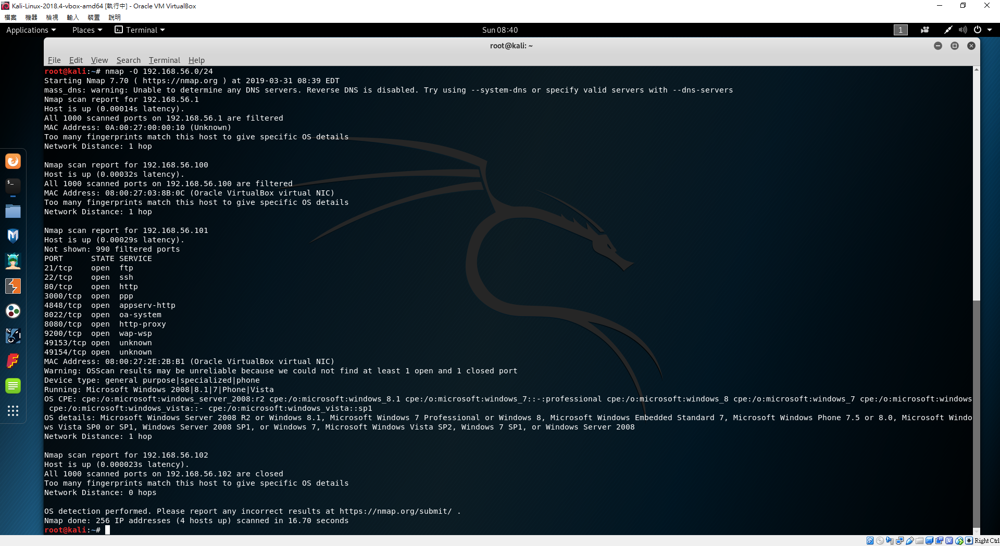 Kali-Linux-2018.4-vbox-amd64 [執行中] - Oracle VM VirtualBox
檔案 機器 檢視 輸入 裝置 說明
Applications Places Terminal Sun 08:40 1
root@kali: ~
File Edit View Search Terminal Help
root@kali:~# nmap -O 192.168.56.0/24
Starting Nmap 7.70 ( https://nmap.org ) at 2019-03-31 08:39 EDT
mass_dns: warning: Unable to determine any DNS servers. Reverse DNS is disabled. Try using --system-dns or specify valid servers with --dns-servers
Nmap scan report for 192.168.56.1
Host is up (0.00014s latency).
All 1000 scanned ports on 192.168.56.1 are filtered
MAC Address: 0A:00:27:00:00:10 (Unknown)
Too many fingerprints match this host to give specific OS details
Network Distance: 1 hop
Nmap scan report for 192.168.56.100
Host is up (0.00032s latency).
All 1000 scanned ports on 192.168.56.100 are filtered
MAC Address: 08:00:27:03:8B:0C (Oracle VirtualBox virtual NIC)
Too many fingerprints match this host to give specific OS details
Network Distance: 1 hop
Nmap scan report for 192.168.56.101
Host is up (0.00029s latency).
Not shown: 990 filtered ports
PORT STATE SERVICE
21/tcp open ftp
22/tcp open ssh
80/tcp open http
3000/tcp open ppp
4848/tcp open appserv-http
8022/tcp open oa-system
8080/tcp open http-proxy
9200/tcp open wap-wsp
49153/tcp open unknown
49154/tcp open unknown
MAC Address: 08:00:27:2E:2B:B1 (Oracle VirtualBox virtual NIC)
Warning: OSScan results may be unreliable because we could not find at least 1 open and 1 closed port
Device type: general purpose|specialized|phone
Running: Microsoft Windows 2008|8.1|7|Phone|Vista
OS CPE: cpe:/o:microsoft:windows_server_2008:r2 cpe:/o:microsoft:windows_8.1 cpe:/o:microsoft:windows_7::-:professional cpe:/o:microsoft:windows_8 cpe:/o:microsoft:windows_7 cpe:/o:microsoft:windows
cpe:/o:microsoft:windows_vista::- cpe:/o:microsoft:windows_vista::sp1
OS details: Microsoft Windows Server 2008 R2 or Windows 8.1, Microsoft Windows 7 Professional or Windows 8, Microsoft Windows Embedded Standard 7, Microsoft Windows Phone 7.5 or 8.0, Microsoft Windo
ws Vista SP0 or SP1, Windows Server 2008 SP1, or Windows 7, Microsoft Windows Vista SP2, Windows 7 SP1, or Windows Server 2008
Network Distance: 1 hop
Nmap scan report for 192.168.56.102
Host is up (0.000023s latency).
All 1000 scanned ports on 192.168.56.102 are closed
Too many fingerprints match this host to give specific OS details
Network Distance: 0 hops
OS detection performed. Please report any incorrect results at https://nmap.org/submit/ .
Nmap done: 256 IP addresses (4 hosts up) scanned in 16.70 seconds
root@kali:~#
Right Ctrl